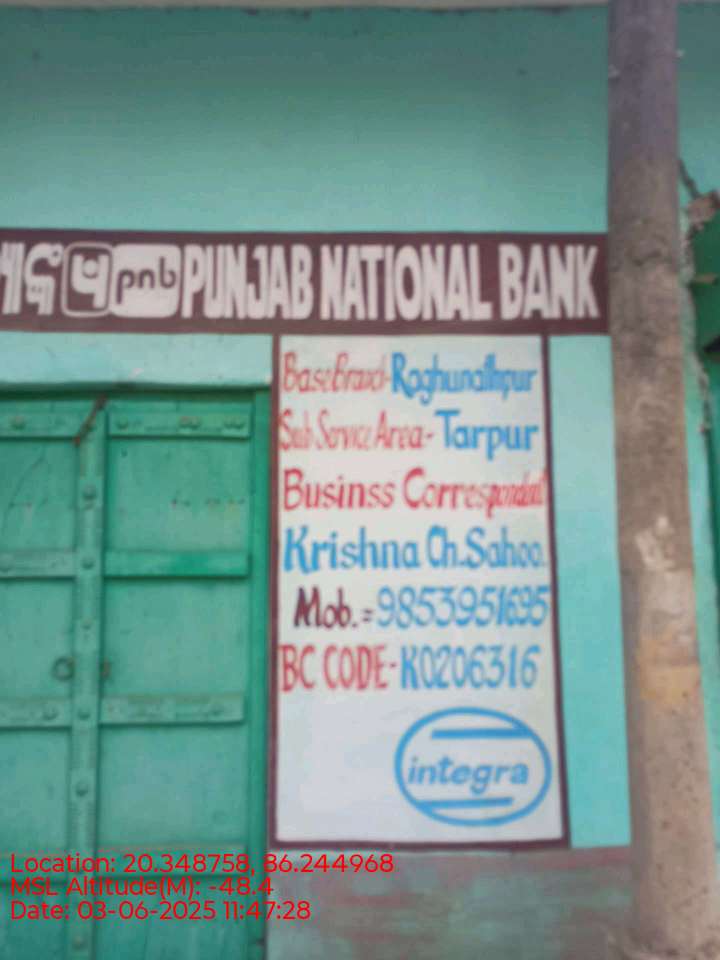 pnb PUNJAB NATIONAL BANK
Base Branch- Raghunathpur
Sub Service Area- Tarpur
Businss Correspondent
Krishna Ch. Sahoo.
Mob.= 9853951695
BC CODE- K0206316
integra
Location: 20.348758, 86.244968
MSL Altitude(M): -48.4
Date: 03-06-2025 11:47:28